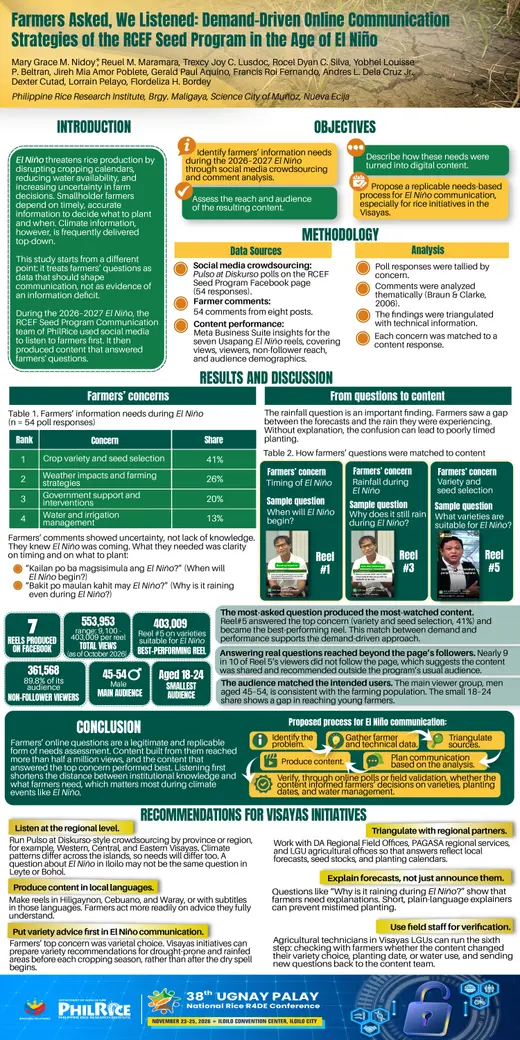 Farmers Asked, We Listened: Demand-Driven Online Communication
Strategies of the RCEF Seed Program in the Age of El Niño
Mary Grace M. Nidoy, Reuel M. Maramara, Trexcy Joy C. Lusdoc, Rocel Dyan C. Silva, Yobhel Louisse
P. Beltran, Jireh Mia Amor Poblete, Gerald Paul Aquino, Francis Roi Fernando, Andres L. Dela Cruz Jr.,
Dexter Cutad, Lorrain Pelayo, Flordeliza H. Bordey
Philippine Rice Research Institute, Brgy. Maligaya, Science City of Muñoz, Nueva Ecija
INTRODUCTION
El Niño threatens rice production by
disrupting cropping calendars,
reducing water availability, and
increasing uncertainty in farm
decisions. Smallholder farmers
depend on timely, accurate
information to decide what to plant
and when. Climate information,
however, is frequently delivered
top-down.
This study starts from a different
point: it treats farmers' questions as
data that should shape
communication, not as evidence of
an information deficit.
During the 2026-2027 El Niño, the
RCEF Seed Program Communication
team of PhilRice used social media
to listen to farmers first. It then
produced content that answered
farmers' questions.
OBJECTIVES
Identify farmers' information needs
during the 2026-2027 El Niño
through social media crowdsourcing
and comment analysis.
Describe how these needs were
turned into digital content.
Assess the reach and audience
of the resulting content.
Propose a replicable needs-based
process for El Niño communication,
especially for rice initiatives in the
Visayas.
METHODOLOGY
Data Sources
Social media crowdsourcing:
Pulso at Diskurso polls on the RCEF
Seed Program Facebook page
(54 responses).
Farmer comments:
54 comments from eight posts.
Content performance:
Meta Business Suite insights for the
seven Usapang El Niño reels, covering
views, viewers, non-follower reach,
and audience demographics.
Analysis
Poll responses were tallied by
concern.
Comments were analyzed
thematically (Braun & Clarke,
2006).
The findings were triangulated
with technical information.
Each concern was matched to a
content response.
RESULTS AND DISCUSSION
Farmers' concerns
Table 1. Farmers' information needs during El Niño
(n = 54 poll responses)
Rank Concern Share
1 Crop variety and seed selection 41%
2 Weather impacts and farming strategies 26%
3 Government support and interventions 20%
4 Water and irrigation management 13%
Farmers' comments showed uncertainty, not lack of knowledge.
They knew El Niño was coming. What they needed was clarity
on timing and on what to plant:
"Kailan po ba magsisimula ang El Niño?" (When will
El Niño begin?)
"Bakit po maulan kahit may El Niño?" (Why is it raining
even during El Niño?)
From questions to content
The rainfall question is an important finding. Farmers saw a gap
between the forecasts and the rain they were experiencing.
Without explanation, the confusion can lead to poorly timed
planting.
Table 2. How farmers' questions were matched to content
Farmers' concern
Timing of El Niño
Sample question
When will El Niño
begin?
Reel
#1
Farmers' concern
Rainfall during
El Niño
Sample question
Why does it still rain
during El Niño?
Reel
#3
Farmers' concern
Variety and
seed selection
Sample question
What varieties are
suitable for El Niño?
Reel
#5
7
REELS PRODUCED
ON FACEBOOK
553,953
range: 9,100 -
403,009 per reel
TOTAL VIEWS
(as of October 2026)
403,009
Reel #5 on varieties
suitable for El Niño
BEST-PERFORMING REEL
361,568
89.8% of its
audience
NON-FOLLOWER VIEWERS
45-54
Male
MAIN AUDIENCE
Aged 18-24
SMALLEST
AUDIENCE
The most-asked question produced the most-watched content.
Reel#5 answered the top concern (variety and seed selection, 41%) and
became the best-performing reel. This match between demand and
performance supports the demand-driven approach.
Answering real questions reached beyond the page's followers. Nearly 9
in 10 of Reel 5's viewers did not follow the page, which suggests the content
was shared and recommended outside the program's usual audience.
The audience matched the intended users. The main viewer group, men
aged 45-54, is consistent with the farming population. The small 18-24
share shows a gap in reaching young farmers.
CONCLUSION
Farmers' online questions are a legitimate and replicable
form of needs assessment. Content built from them reached
more than half a million views, and the content that
answered the top concern performed best. Listening first
shortens the distance between institutional knowledge and
what farmers need, which matters most during climate
events like El Niño.
Proposed process for El Niño communication:
Identify the
problem.
Gather farmer
and technical data.
Triangulate
sources.
Produce content.
Plan communication
based on the analysis.
Verify, through online polls or field validation, whether the
content informed farmers' decisions on varieties, planting
dates, and water management.
RECOMMENDATIONS FOR VISAYAS INITIATIVES
Listen at the regional level.
Run Pulso at Diskurso-style crowdsourcing by province or region,
for example, Western, Central, and Eastern Visayas. Climate
patterns differ across the islands, so needs will differ too. A
question about El Niño in Iloilo may not be the same question in
Leyte or Bohol.
Produce content in local languages.
Make reels in Hiligaynon, Cebuano, and Waray, or with subtitles
in those languages. Farmers act more readily on advice they fully
understand.
Put variety advice first in El Niño communication.
Farmers' top concern was varietal choice. Visayas initiatives can
prepare variety recommendations for drought-prone and rainfed
areas before each cropping season, rather than after the dry spell
begins.
Triangulate with regional partners.
Work with DA Regional Field Offices, PAGASA regional services,
and LGU agricultural offices so that answers reflect local
forecasts, seed stocks, and planting calendars.
Explain forecasts, not just announce them.
Questions like "Why is it raining during El Niño?" show that
farmers need explanations. Short, plain-language explainers
can prevent mistimed planting.
Use field staff for verification.
Agricultural technicians in Visayas LGUs can run the sixth
step: checking with farmers whether the content changed
their variety choice, planting date, or water use, and sending
new questions back to the content team.
PHILRICE
38th UGNAY PALAY
National Rice R4DE Conference
NOVEMBER 23-25, 2026 ILOILO CONVENTION CENTER, ILOILO CITY